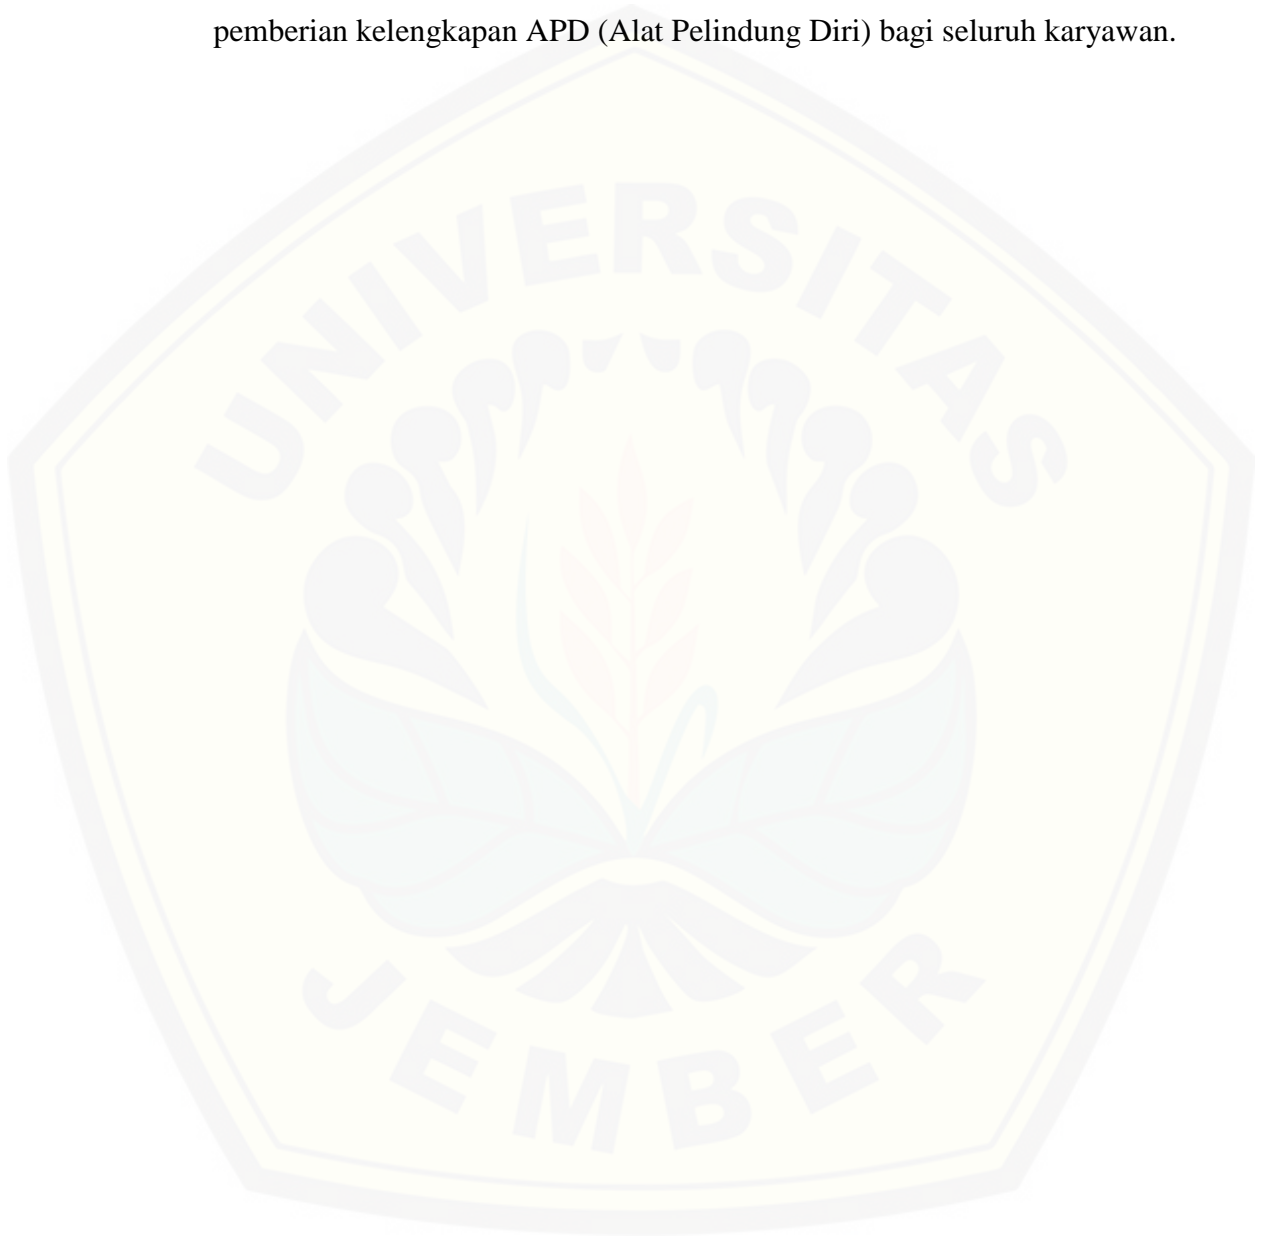 pemberian kelengkapan APD (Alat Pelindung Diri) bagi seluruh karyawan.
UNIVERSITAS
JEMBER